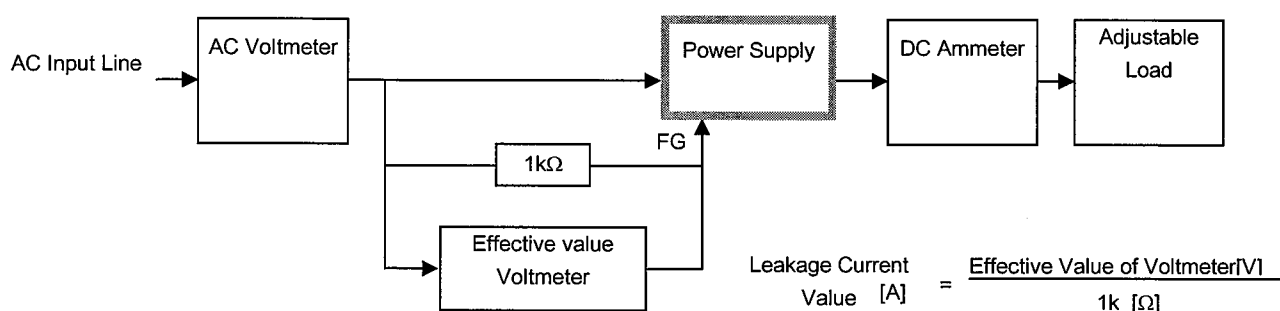 AC Input Line
AC Voltmeter
Power Supply
DC Ammeter
Adjustable
Load
FG
1kΩ
Effective value
Voltmeter
Leakage Current
Value [A]
=
Effective Value of Voltmeter[V]
1k [Ω]